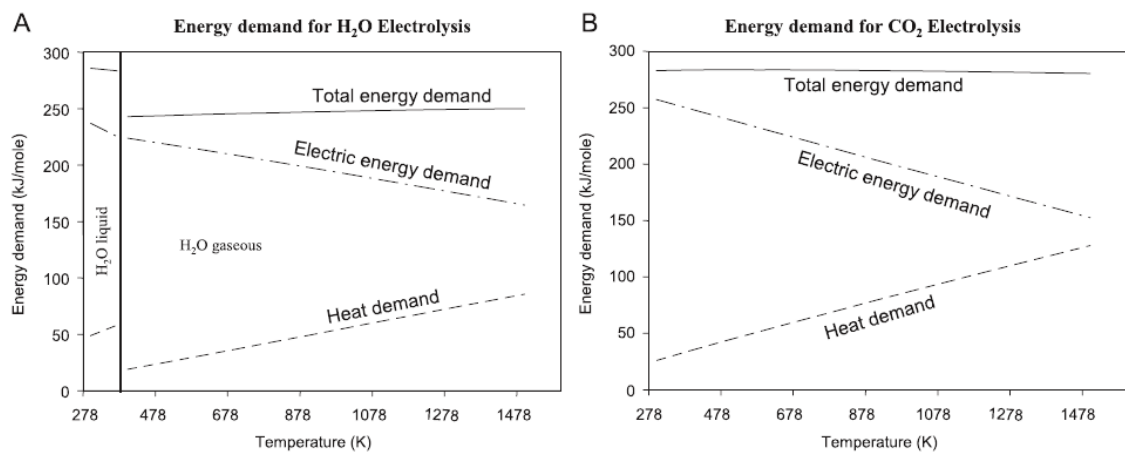 A
Energy demand for H₂O Electrolysis
300
250
200
150
100
50
0
Energy demand (kJ/mole)
Total energy demand
Electric energy demand
H₂O liquid
H₂O gaseous
Heat demand
278 478 678 878 1078 1278 1478
Temperature (K)
B
Energy demand for CO₂ Electrolysis
300
250
200
150
100
50
0
Energy demand (kJ/mole)
Total energy demand
Electric energy demand
Heat demand
278 478 678 878 1078 1278 1478
Temperature (K)